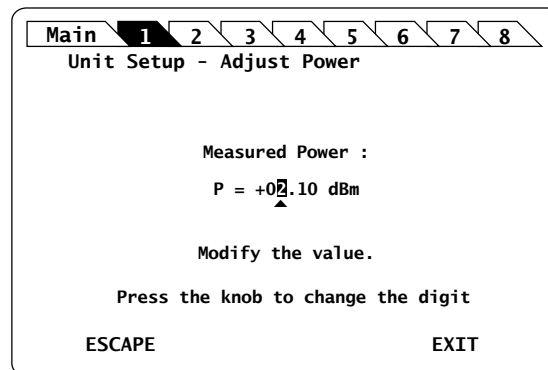 Main 1 2 3 4 5 6 7 8
Unit Setup - Adjust Power
Measured Power :
P = +02.10 dBm
Modify the value.
Press the knob to change the digit
ESCAPE EXIT